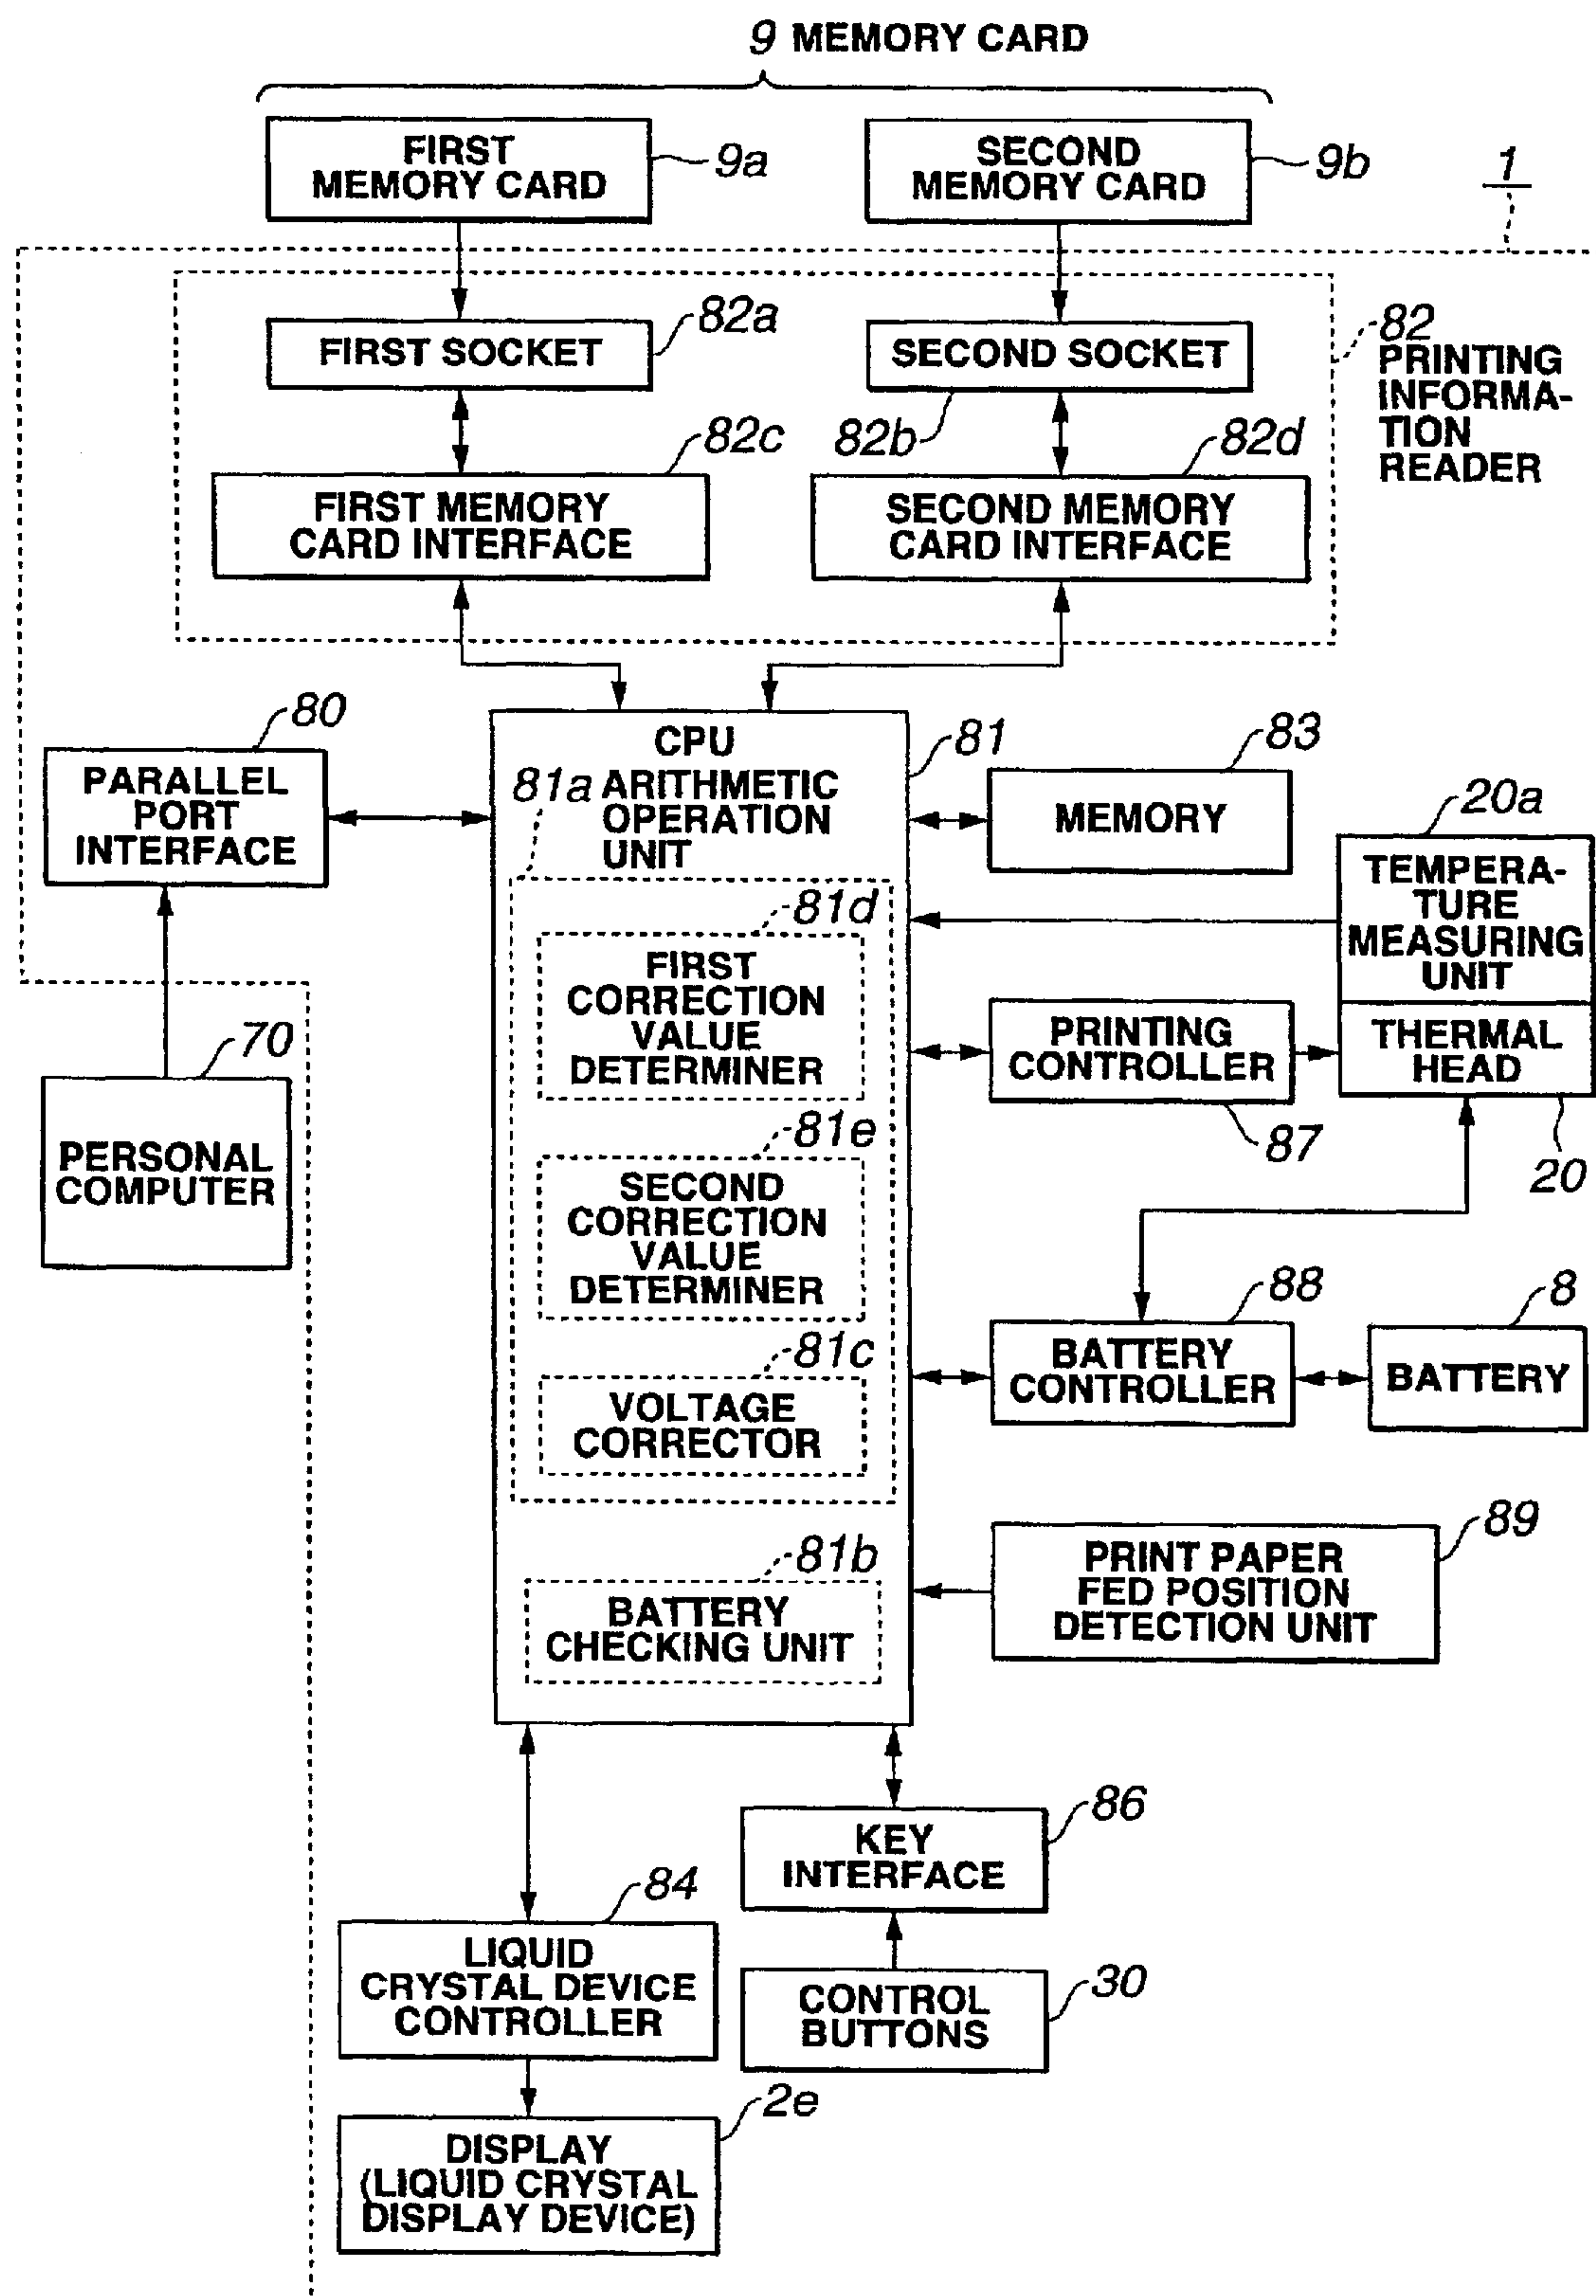 9 MEMORY CARD
FIRST
MEMORY CARD
9a
SECOND
MEMORY CARD
9b
1
FIRST SOCKET
82a
SECOND SOCKET
82b
82
PRINTING
INFORMA-
TION
READER
82c
FIRST MEMORY
CARD INTERFACE
82d
SECOND MEMORY
CARD INTERFACE
80
PARALLEL
PORT
INTERFACE
70
PERSONAL
COMPUTER
CPU
81
81a ARITHMETIC
OPERATION
UNIT
81d
FIRST
CORRECTION
VALUE
DETERMINER
81e
SECOND
CORRECTION
VALUE
DETERMINER
81c
VOLTAGE
CORRECTOR
81b
BATTERY
CHECKING UNIT
83
MEMORY
20a
TEMPERA-
TURE
MEASURING
UNIT
THERMAL
HEAD
20
PRINTING
CONTROLLER
87
88
BATTERY
CONTROLLER
8
BATTERY
89
PRINT PAPER
FED POSITION
DETECTION UNIT
86
KEY
INTERFACE
30
CONTROL
BUTTONS
84
LIQUID
CRYSTAL DEVICE
CONTROLLER
2e
DISPLAY
(LIQUID CRYSTAL
DISPLAY DEVICE)